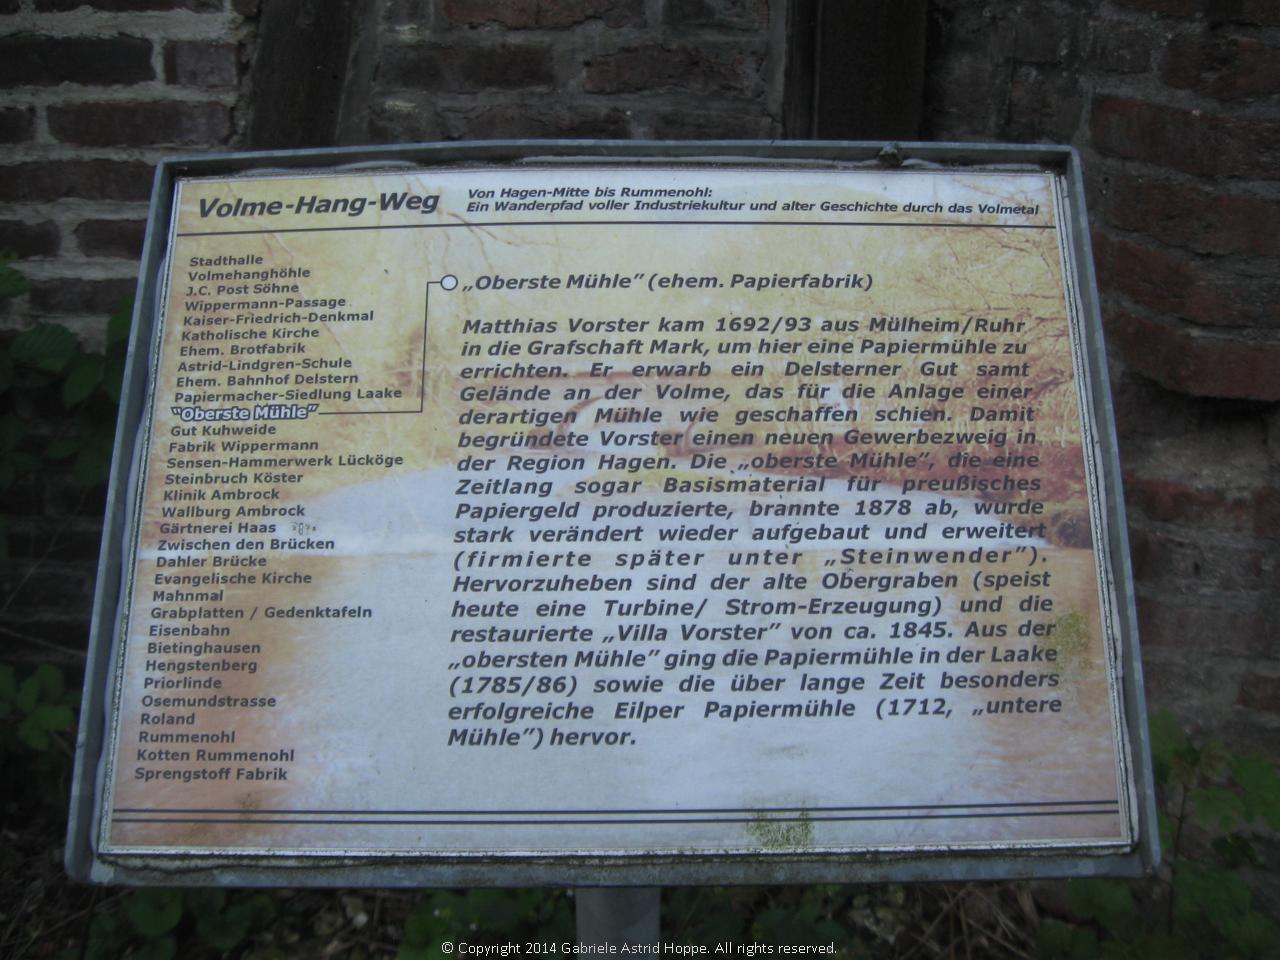 Volme-Hang-Weg
Von Hagen-Mitte bis Rummenohl:
Ein Wanderpfad voller Industriekultur und alter Geschichte durch das Volmetal
Stadthalle
Volmehanghöhle
J.C. Post Söhne
Wippermann-Passage
Kaiser-Friedrich-Denkmal
Katholische Kirche
Ehem. Brotfabrik
Astrid-Lindgren-Schule
Ehem. Bahnhof Delstern
Papiermacher-Siedlung Laake
"Oberste Mühle"
Gut Kuhweide
Fabrik Wippermann
Sensen-Hammerwerk Lücköge
Steinbruch Köster
Klinik Ambrock
Wallburg Ambrock
Gärtnerei Haas
Zwischen den Brücken
Dahler Brücke
Evangelische Kirche
Mahnmal
Grabplatten / Gedenktafeln
Eisenbahn
Bietinghausen
Hengstenberg
Priorlinde
Osemundstrasse
Roland
Rummenohl
Kotten Rummenohl
Sprengstoff Fabrik
„Oberste Mühle” (ehem. Papierfabrik)
Matthias Vorster kam 1692/93 aus Mülheim/Ruhr
in die Grafschaft Mark, um hier eine Papiermühle zu
errichten. Er erwarb ein Delsterner Gut samt
Gelände an der Volme, das für die Anlage einer
derartigen Mühle wie geschaffen schien. Damit
begründete Vorster einen neuen Gewerbezweig in
der Region Hagen. Die „oberste Mühle”, die eine
Zeitlang sogar Basismaterial für preußisches
Papiergeld produzierte, brannte 1878 ab, wurde
stark verändert wieder aufgebaut und erweitert
(firmierte später unter „Steinwender”).
Hervorzuheben sind der alte Obergraben (speist
heute eine Turbine/ Strom-Erzeugung) und die
restaurierte „Villa Vorster” von ca. 1845. Aus der
„obersten Mühle” ging die Papiermühle in der Laake
(1785/86) sowie die über lange Zeit besonders
erfolgreiche Eilper Papiermühle (1712, „untere
Mühle”) hervor.
© Copyright 2014 Gabriele Astrid Hoppe. All rights reserved.